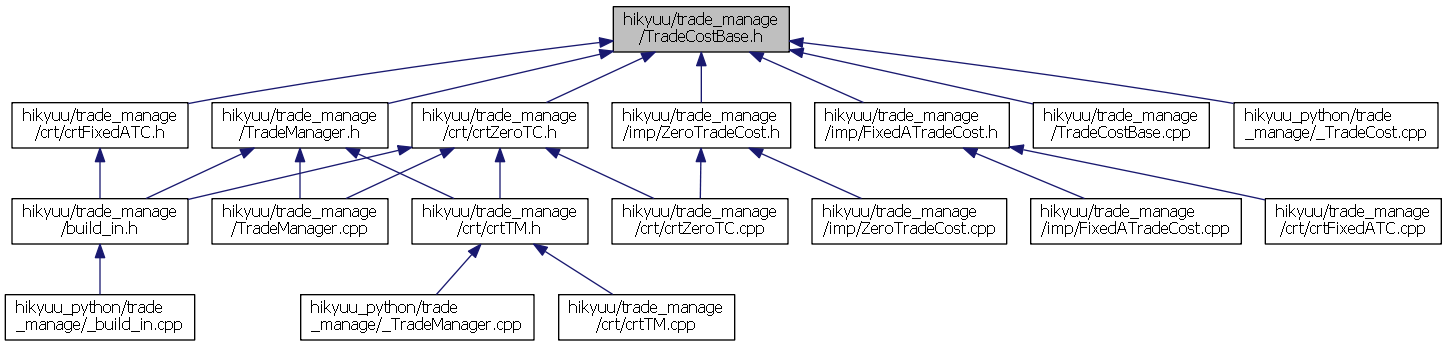 hikyuu/trade_manage
/TradeCostBase.h
hikyuu/trade_manage
/crt/crtFixedATC.h
hikyuu/trade_manage
/TradeManager.h
hikyuu/trade_manage
/crt/crtZeroTC.h
hikyuu/trade_manage
/imp/ZeroTradeCost.h
hikyuu/trade_manage
/imp/FixedATradeCost.h
hikyuu/trade_manage
/TradeCostBase.cpp
hikyuu_python/trade
_manage/_TradeCost.cpp
hikyuu/trade_manage
/build_in.h
hikyuu/trade_manage
/TradeManager.cpp
hikyuu/trade_manage
/crt/crtTM.h
hikyuu/trade_manage
/crt/crtZeroTC.cpp
hikyuu/trade_manage
/imp/ZeroTradeCost.cpp
hikyuu/trade_manage
/imp/FixedATradeCost.cpp
hikyuu/trade_manage
/crt/crtFixedATC.cpp
hikyuu_python/trade
_manage/_build_in.cpp
hikyuu_python/trade
_manage/_TradeManager.cpp
hikyuu/trade_manage
/crt/crtTM.cpp